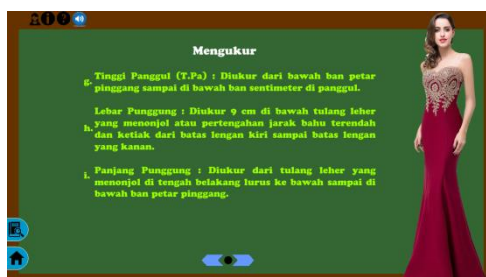 Mengukur
g. Tinggi Panggul (T.Pa) : Diukur dari bawah ban petar
pinggang sampai di bawah ban sentimeter di panggul.
Lebar Punggung : Diukur 9 cm di bawah tulang leher
h. yang menonjol atau pertengahan jarak bahu terendah
dan ketiak dari batas lengan kiri sampai batas lengan
yang kanan.
i. Panjang Punggung : Diukur dari tulang leher yang
menonjol di tengah belakang lurus ke bawah sampai di
bawah ban petar pinggang.